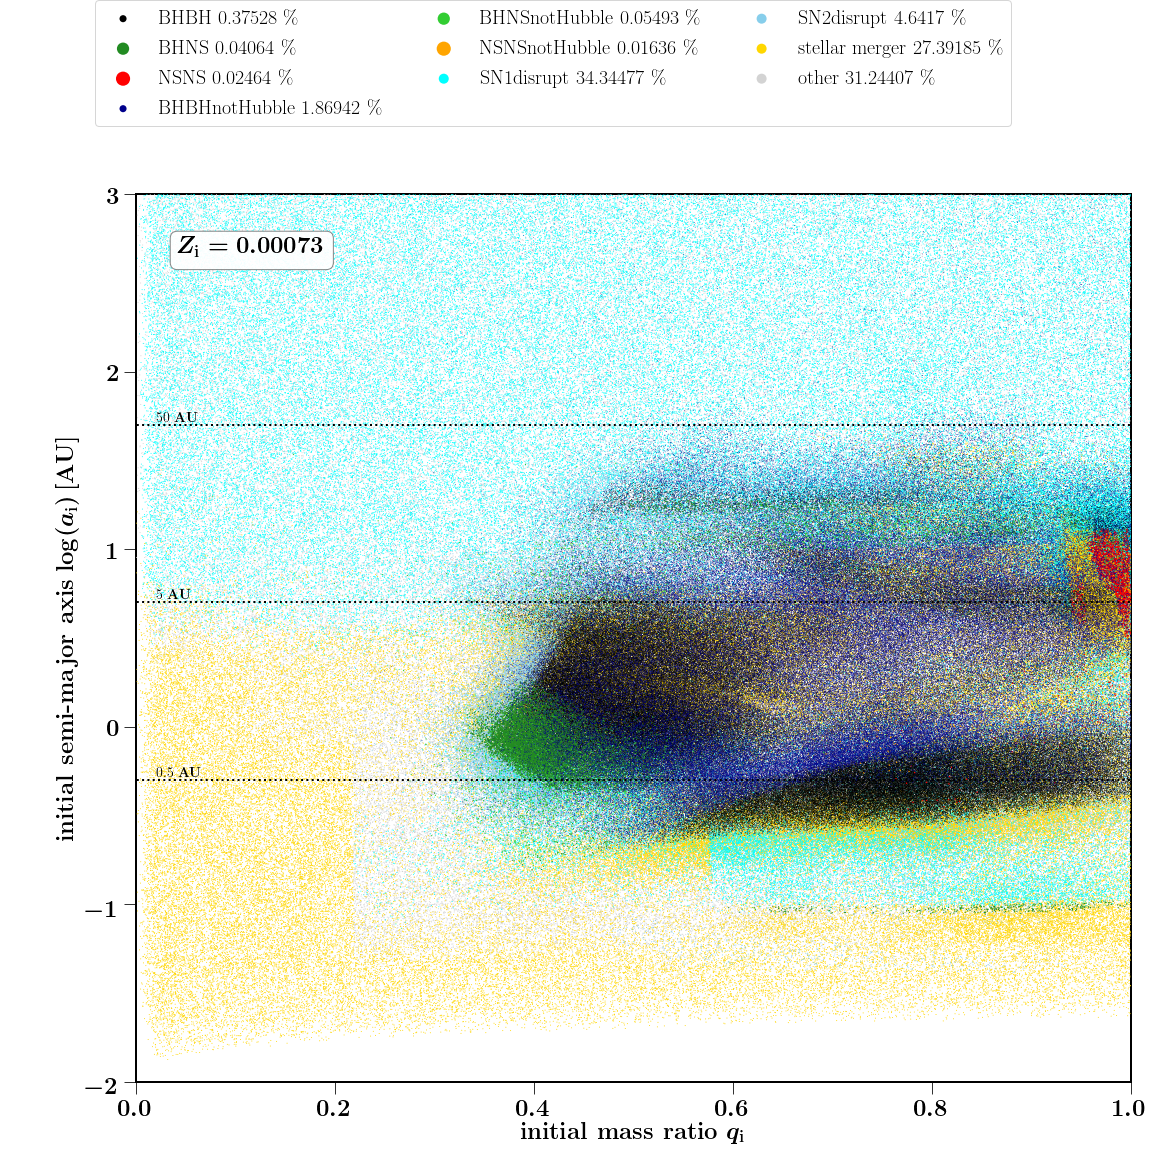 BHBH 0.37528 %
BHNS 0.04064 %
NSNS 0.02464 %
BHBHnotHubble 1.86942 %
BHNSnotHubble 0.05493 %
NSNSnotHubble 0.01636 %
SN1disrupt 34.34477 %
SN2disrupt 4.6417 %
stellar merger 27.39185 %
other 31.24407 %
3
Zi = 0.00073
2
50 AU
1
5 AU
0
0.5 AU
−1
−2
initial semi-major axis log(ai) [AU]
0.0 0.2 0.4 0.6 0.8 1.0
initial mass ratio qi